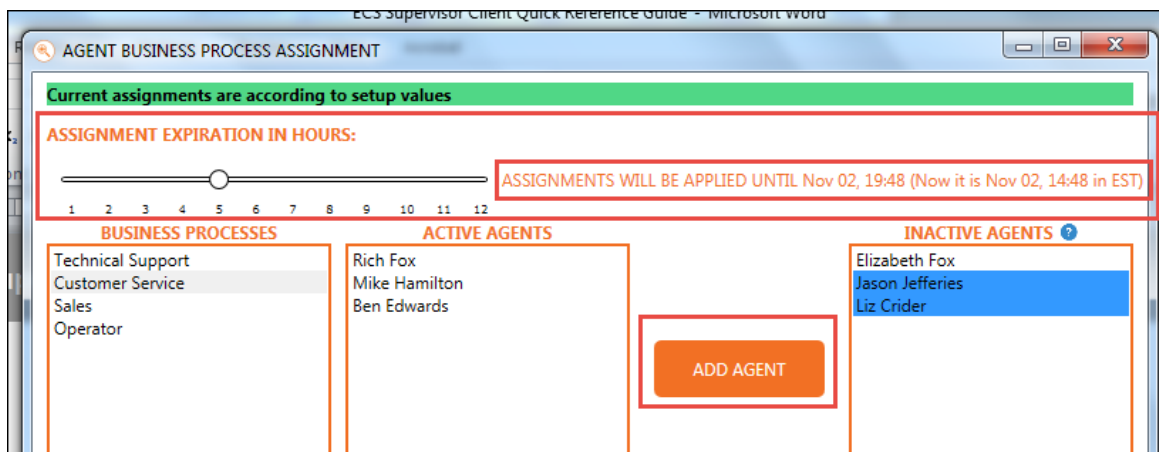 ECS Supervisor Client Quick Reference Guide - Microsoft Word
AGENT BUSINESS PROCESS ASSIGNMENT
Current assignments are according to setup values
ASSIGNMENT EXPIRATION IN HOURS:
ASSIGNMENTS WILL BE APPLIED UNTIL Nov 02, 19:48 (Now it is Nov 02, 14:48 in EST)
1 2 3 4 5 6 7 8 9 10 11 12
BUSINESS PROCESSES
Technical Support
Customer Service
Sales
Operator
ACTIVE AGENTS
Rich Fox
Mike Hamilton
Ben Edwards
ADD AGENT
INACTIVE AGENTS ?
Elizabeth Fox
Jason Jefferies
Liz Crider